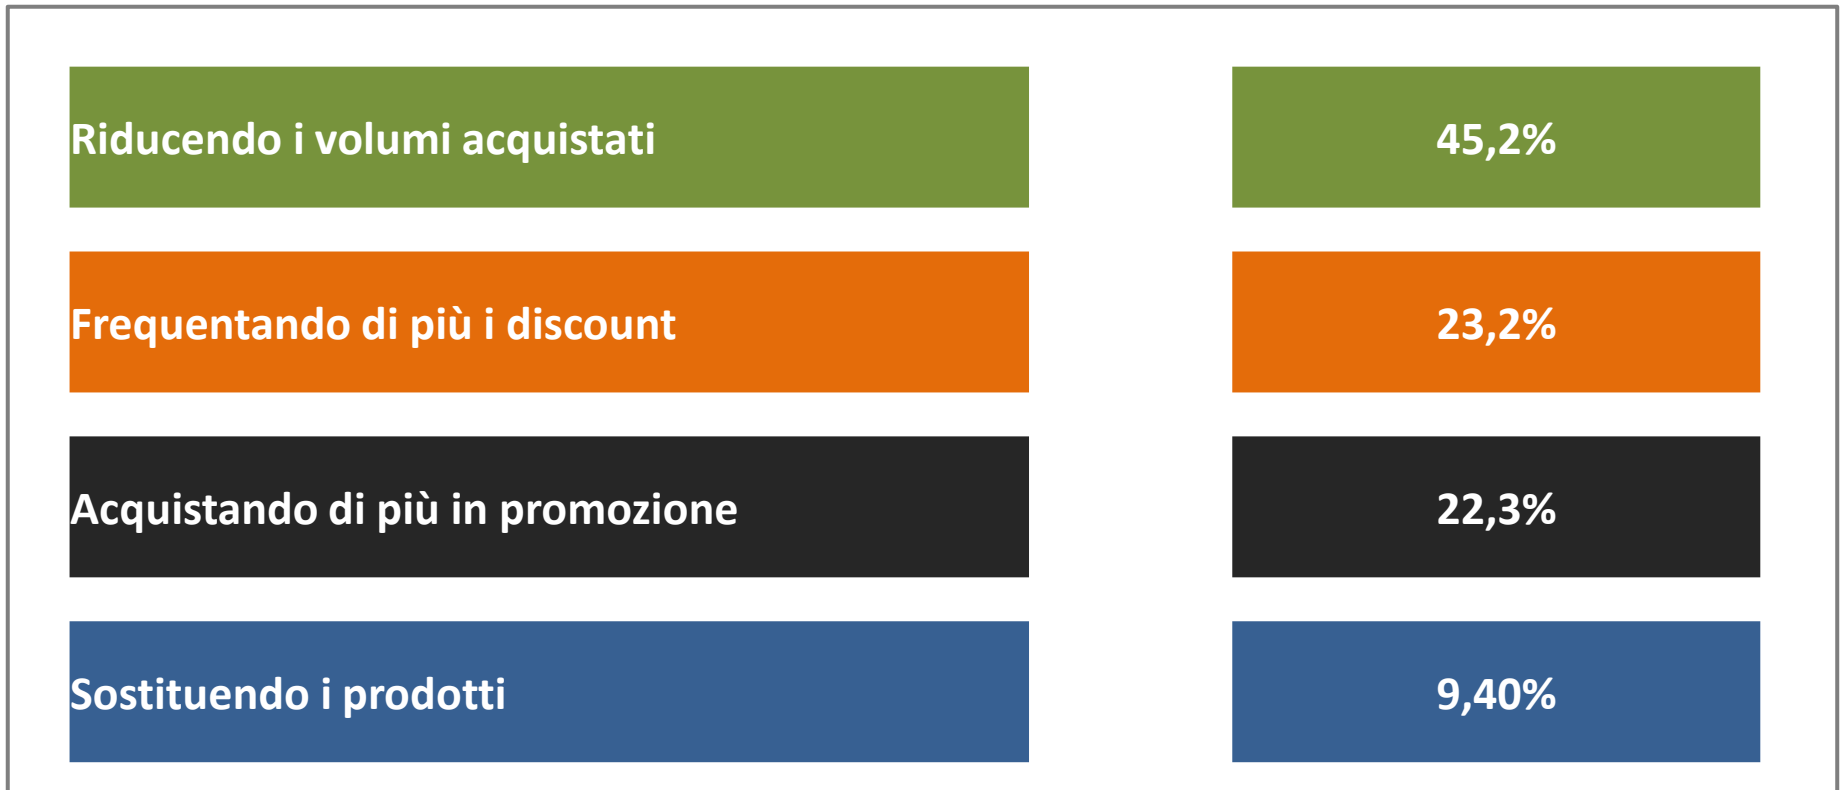 Riducendo i volumi acquistati 45,2%
Frequentando di più i discount 23,2%
Acquistando di più in promozione 22,3%
Sostituendo i prodotti 9,40%